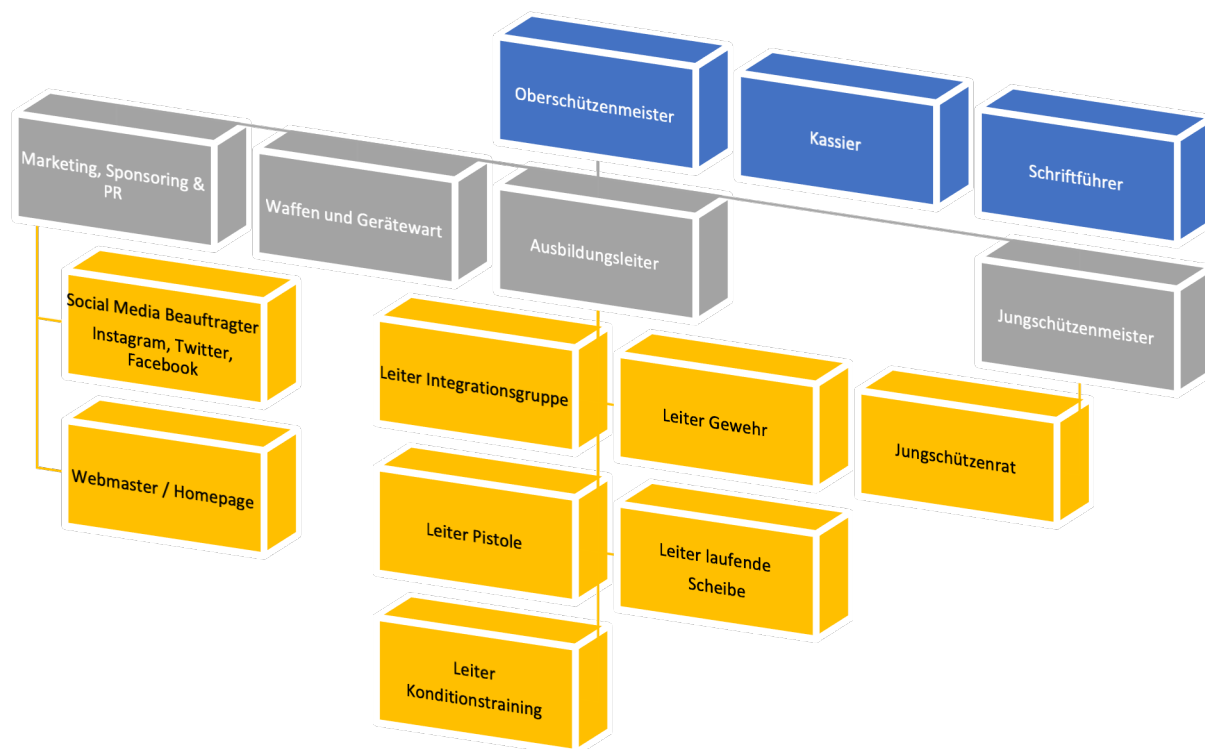 Oberschützenmeister
Kassier
Schriftführer
Marketing, Sponsoring &
PR
Waffen und Gerätewart
Ausbildungsleiter
Jungschützenmeister
Social Media Beauftragter
Instagram, Twitter,
Facebook
Webmaster / Homepage
Leiter Integrationsgruppe
Leiter Gewehr
Leiter Pistole
Leiter laufende
Scheibe
Leiter
Konditionstraining
Jungschützenrat